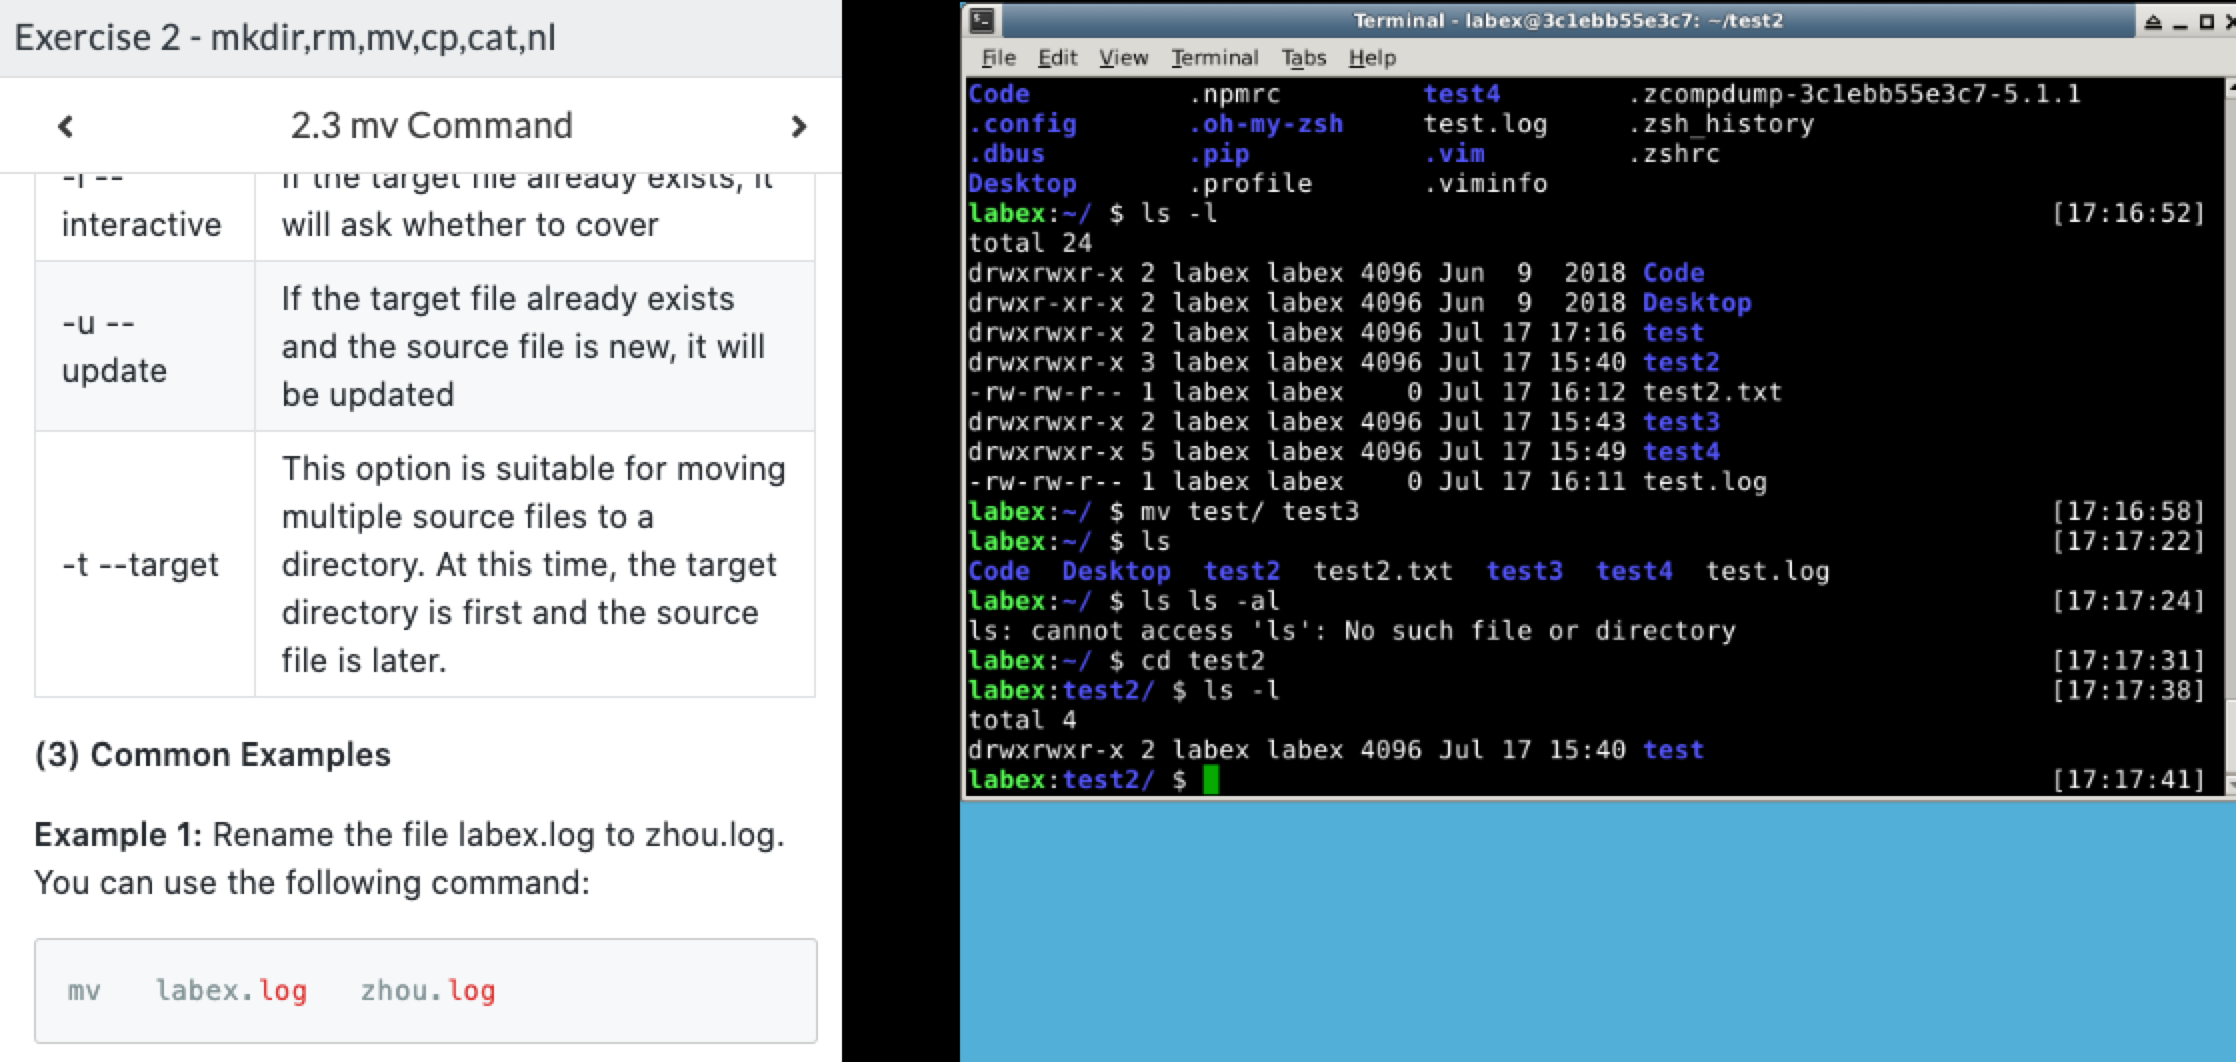 Exercise 2 - mkdir,rm,mv,cp,cat,nl
2.3 mv Command
-i --
interactive
If the target file already exists, it
will ask whether to cover
-u --
update
If the target file already exists
and the source file is new, it will
be updated
-t --target
This option is suitable for moving
multiple source files to a
directory. At this time, the target
directory is first and the source
file is later.
(3) Common Examples
Example 1: Rename the file labex.log to zhou.log.
You can use the following command:
mv labex.log zhou.log
Terminal - labex@3c1ebb55e3c7: ~/test2
File Edit View Terminal Tabs Help
Code .npmrc test4 .zcompdump-3c1ebb55e3c7-5.1.1
.config .oh-my-zsh test.log .zsh_history
.dbus .pip .vim .zshrc
Desktop .profile .viminfo
labex:~/ $ ls -l [17:16:52]
total 24
drwxrwxr-x 2 labex labex 4096 Jun 9 2018 Code
drwxr-xr-x 2 labex labex 4096 Jun 9 2018 Desktop
drwxrwxr-x 2 labex labex 4096 Jul 17 17:16 test
drwxrwxr-x 3 labex labex 4096 Jul 17 15:40 test2
-rw-rw-r-- 1 labex labex 0 Jul 17 16:12 test2.txt
drwxrwxr-x 2 labex labex 4096 Jul 17 15:43 test3
drwxrwxr-x 5 labex labex 4096 Jul 17 15:49 test4
-rw-rw-r-- 1 labex labex 0 Jul 17 16:11 test.log
labex:~/ $ mv test/ test3 [17:16:58]
labex:~/ $ ls [17:17:22]
Code Desktop test2 test2.txt test3 test4 test.log
labex:~/ $ ls ls -al [17:17:24]
ls: cannot access 'ls': No such file or directory
labex:~/ $ cd test2 [17:17:31]
labex:test2/ $ ls -l [17:17:38]
total 4
drwxrwxr-x 2 labex labex 4096 Jul 17 15:40 test
labex:test2/ $ [17:17:41]